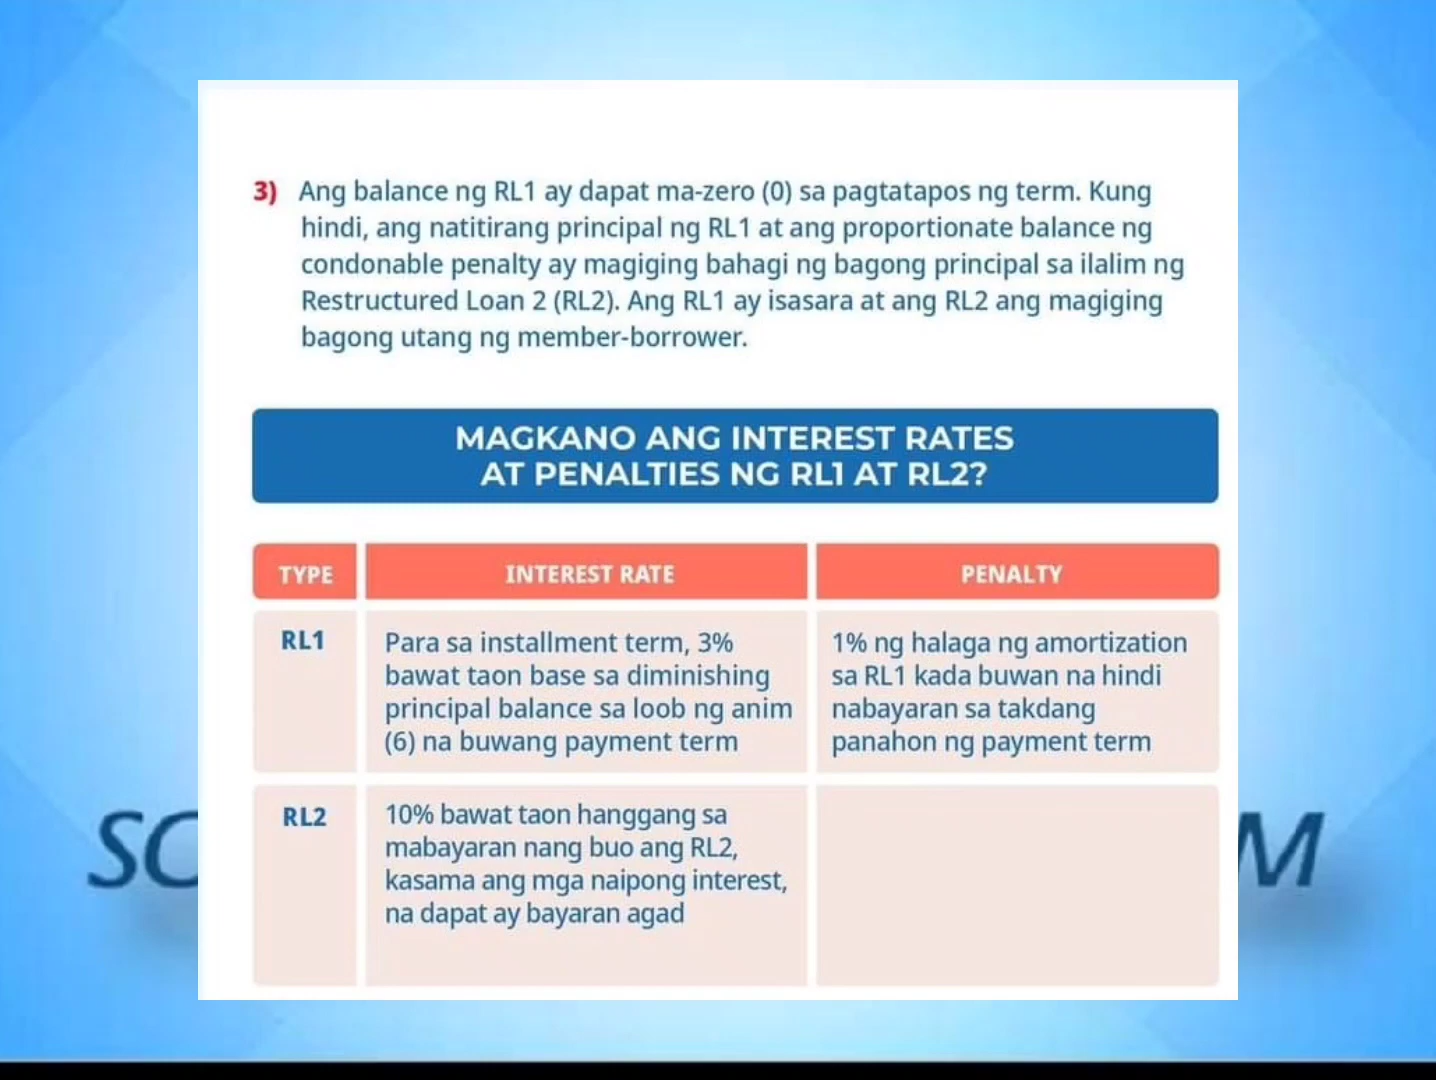 3) Ang balance ng RL1 ay dapat ma-zero (0) sa pagtatapos ng term. Kung
hindi, ang natitirang principal ng RL1 at ang proportionate balance ng
condonable penalty ay magiging bahagi ng bagong principal sa ilalim ng
Restructured Loan 2 (RL2). Ang RL1 ay isasara at ang RL2 ang magiging
bagong utang ng member-borrower.
MAGKANO ANG INTEREST RATES
AT PENALTIES NG RL1 AT RL2?
TYPE
INTEREST RATE
PENALTY
RL1
Para sa installment term, 3%
bawat taon base sa diminishing
principal balance sa loob ng anim
(6) na buwang payment term
1% ng halaga ng amortization
sa RL1 kada buwan na hindi
nabayaran sa takdang
panahon ng payment term
RL2
10% bawat taon hanggang sa
mabayaran nang buo ang RL2,
kasama ang mga naipong interest,
na dapat ay bayaran agad